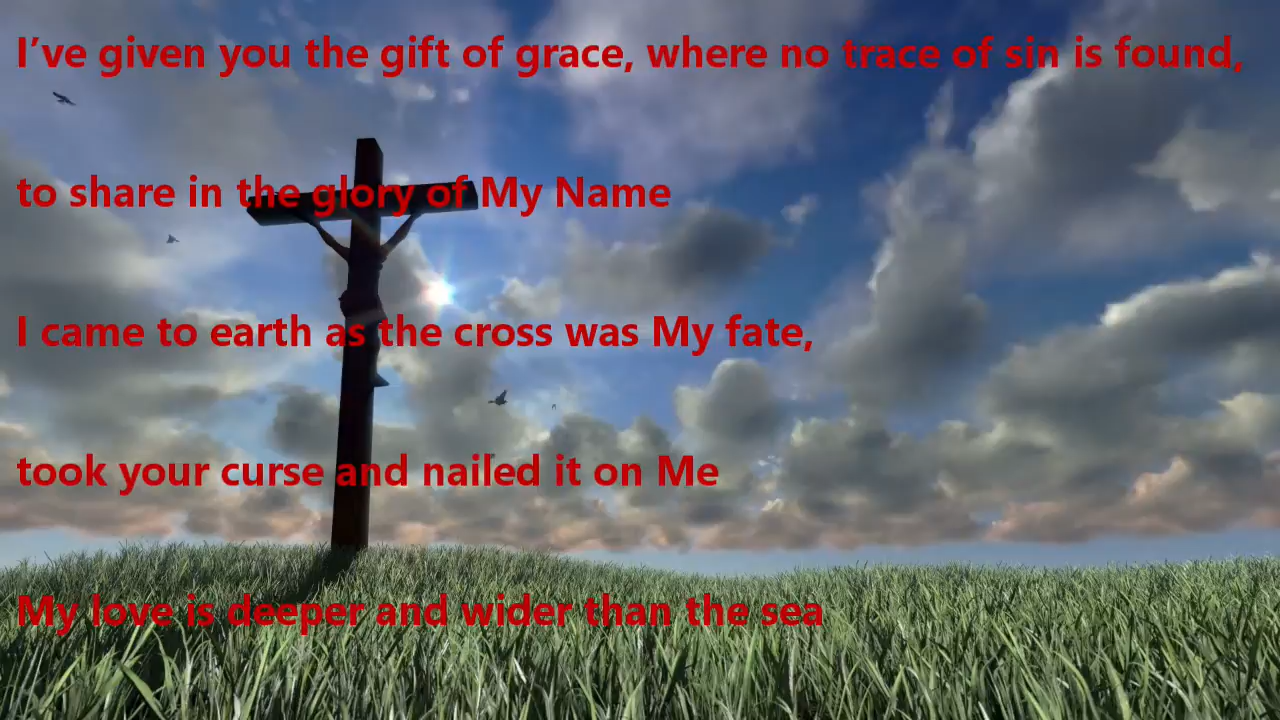 I’ve given you the gift of grace, where no trace of sin is found,
to share in the glory of My Name
I came to earth as the cross was My fate,
took your curse and nailed it on Me
My love is deeper and wider than the sea